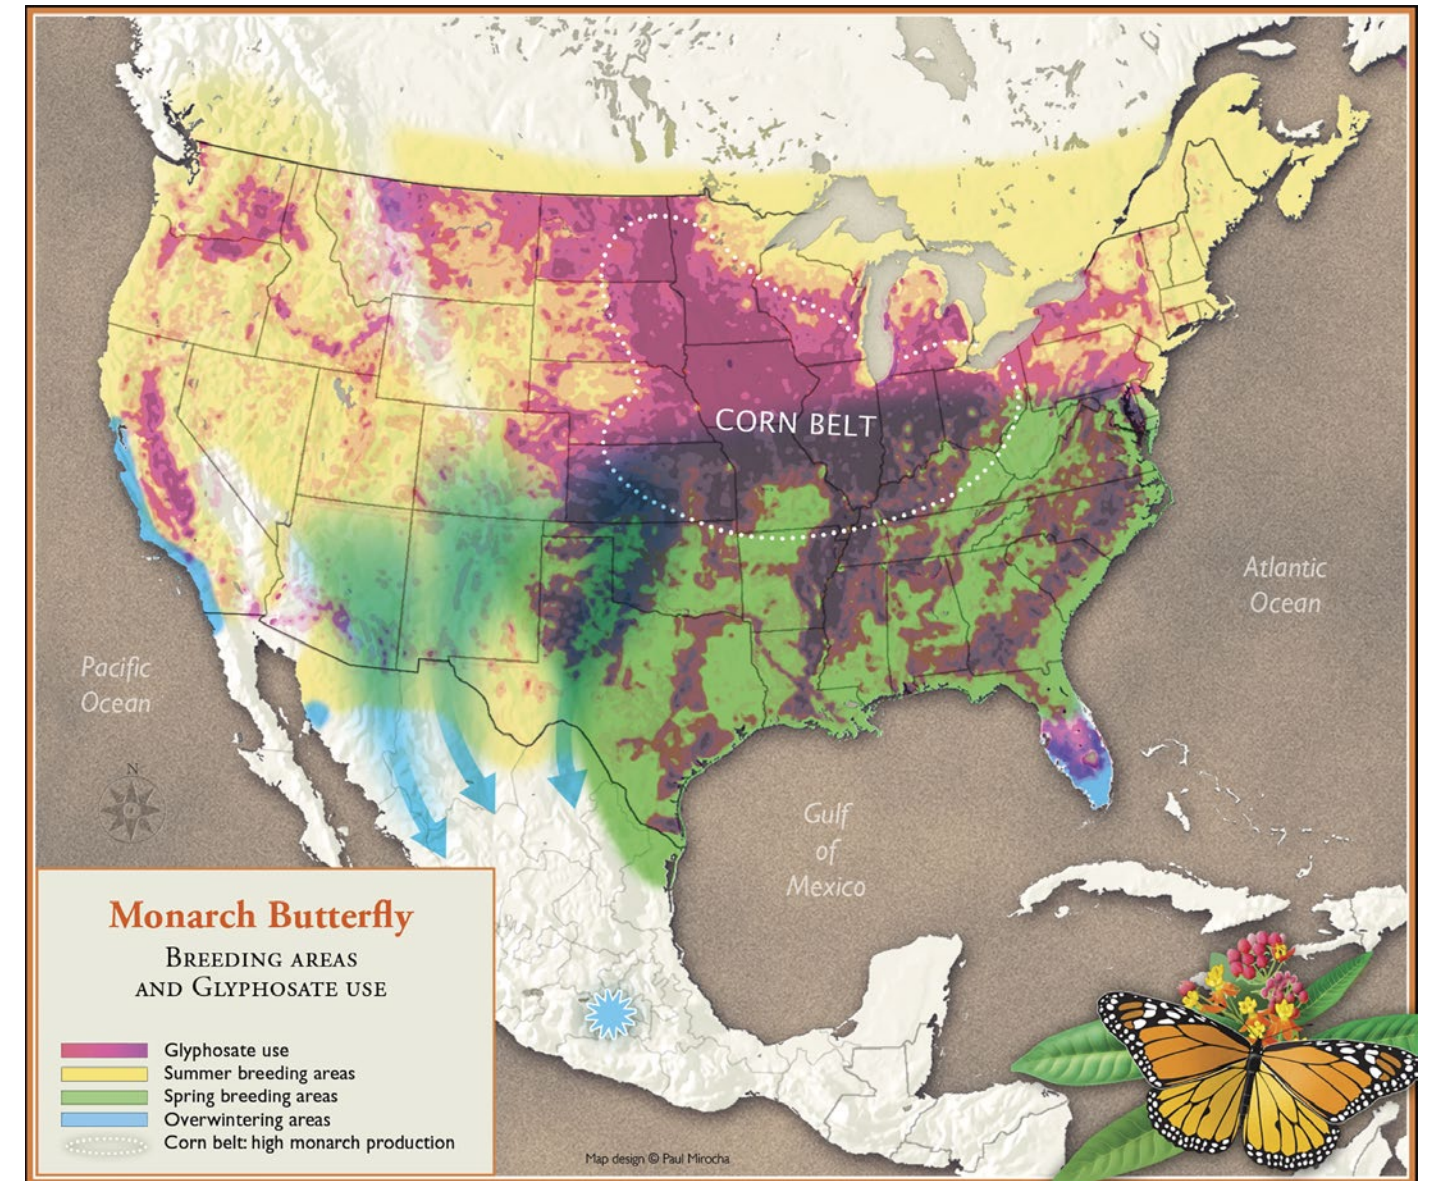 CORN BELT
Atlantic
Ocean
Pacific
Ocean
N
Gulf
of
Mexico
Monarch Butterfly
Breeding areas
and Glyphosate use
Glyphosate use
Summer breeding areas
Spring breeding areas
Overwintering areas
Corn belt: high monarch production
Map design © Paul Mirocha